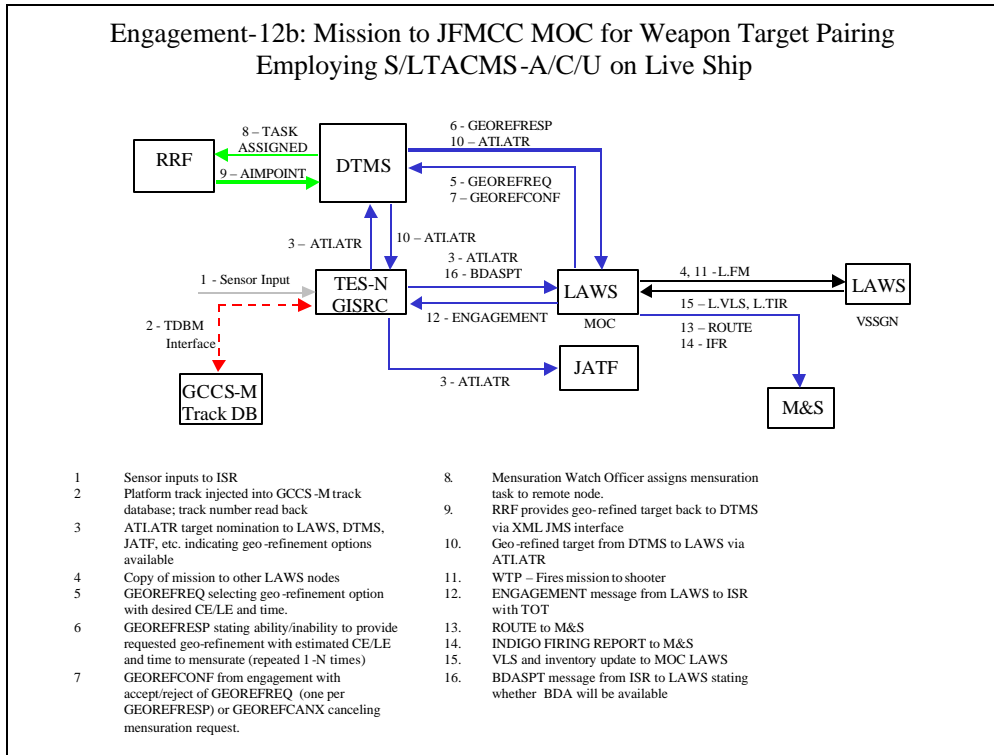 Engagement-12b: Mission to JFMCC MOC for Weapon Target Pairing
Employing S/LTACMS-A/C/U on Live Ship
8 – TASK
ASSIGNED
RRF
9 – AIMPOINT
DTMS
6 - GEOREFRESP
10 – ATI.ATR
5 - GEOREFREQ
7 – GEOREFCONF
3 – ATI.ATR
10 – ATI.ATR
1 - Sensor Input
TES-N
GISRC
3 - ATI.ATR
16 - BDASPT
12 - ENGAGEMENT
LAWS
MOC
4, 11 - L.FM
LAWS
VSSGN
15 – L.VLS, L.TIR
13 – ROUTE
14 - IFR
2 - TDBM
Interface
GCCS-M
Track DB
3 - ATI.ATR
JATF
M&S
1 Sensor inputs to ISR
2 Platform track injected into GCCS-M track
database; track number read back
3 ATI.ATR target nomination to LAWS, DTMS,
JATF, etc. indicating geo-refinement options
available
4 Copy of mission to other LAWS nodes
5 GEOREFREQ selecting geo-refinement option
with desired CE/LE and time.
6 GEOREFRESP stating ability/inability to provide
requested geo-refinement with estimated CE/LE
and time to mensurate (repeated 1-N times)
7 GEOREFCONF from engagement with
accept/reject of GEOREFREQ (one per
GEOREFRESP) or GEOREFCANX canceling
mensuration request.
8. Mensuration Watch Officer assigns mensuration
task to remote node.
9. RRF provides geo-refined target back to DTMS
via XML JMS interface
10. Geo-refined target from DTMS to LAWS via
ATI.ATR
11. WTP – Fires mission to shooter
12. ENGAGEMENT message from LAWS to ISR
with TOT
13. ROUTE to M&S
14. INDIGO FIRING REPORT to M&S
15. VLS and inventory update to MOC LAWS
16. BDASPT message from ISR to LAWS stating
whether BDA will be available